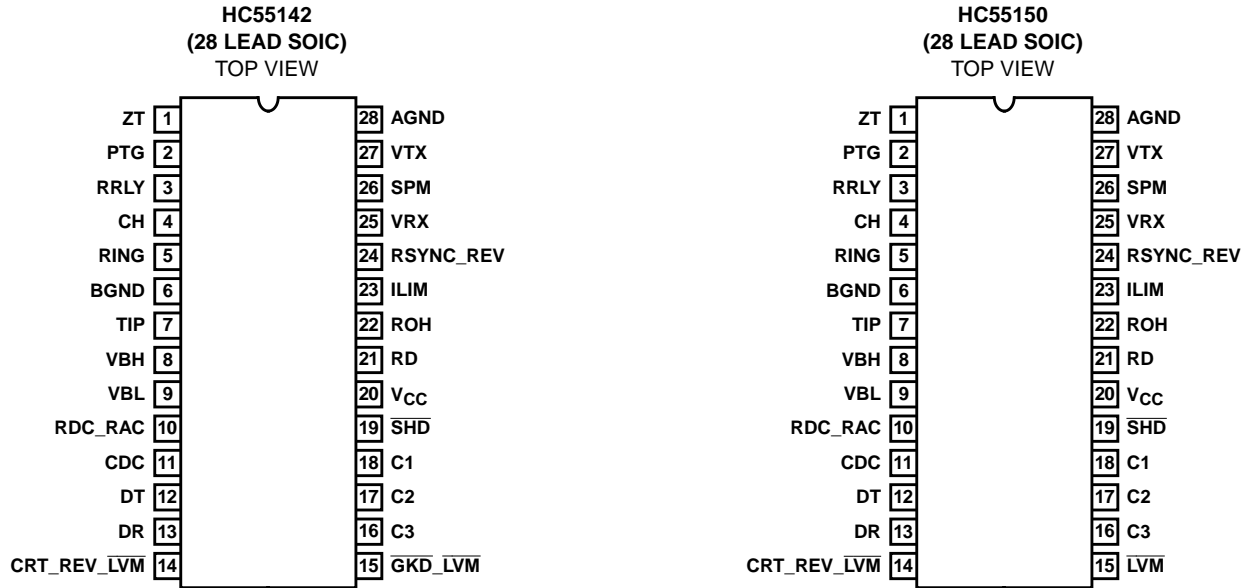 HC55142
(28 LEAD SOIC)
TOP VIEW
ZT 1 28 AGND
PTG 2 27 VTX
RRLY 3 26 SPM
CH 4 25 VRX
RING 5 24 RSYNC_REV
BGND 6 23 ILIM
TIP 7 22 ROH
VBH 8 21 RD
VBL 9 20 VCC
RDC_RAC 10 19 S̅H̅D̅
CDC 11 18 C1
DT 12 17 C2
DR 13 16 C3
CRT_REV_L̅V̅M̅ 14 15 G̅K̅D̅_L̅V̅M̅
HC55150
(28 LEAD SOIC)
TOP VIEW
ZT 1 28 AGND
PTG 2 27 VTX
RRLY 3 26 SPM
CH 4 25 VRX
RING 5 24 RSYNC_REV
BGND 6 23 ILIM
TIP 7 22 ROH
VBH 8 21 RD
VBL 9 20 VCC
RDC_RAC 10 19 S̅H̅D̅
CDC 11 18 C1
DT 12 17 C2
DR 13 16 C3
CRT_REV_L̅V̅M̅ 14 15 L̅V̅M̅